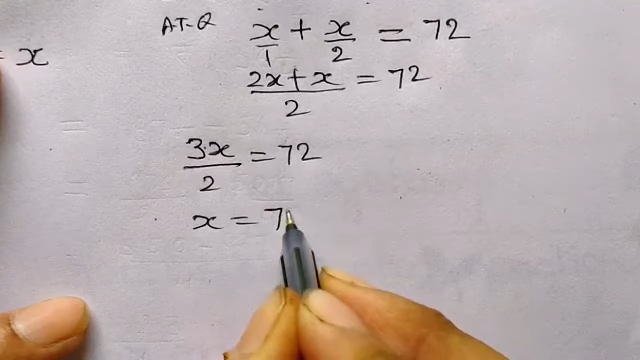 = x
AT-Q x/1 + x/2 = 72
2x + x/2 = 72
3x/2 = 72
x = 7